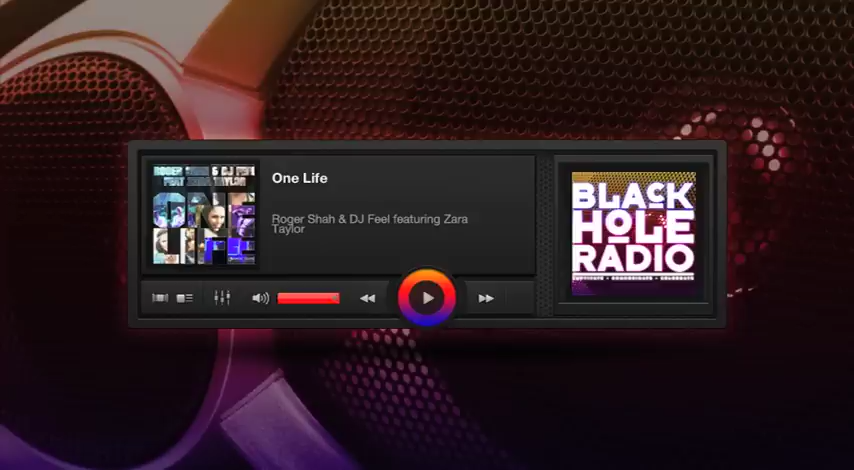 ROGER SHAH & DJ FEEL
FEAT ZARA TAYLOR
ONE
LIFE
One Life
Roger Shah & DJ Feel featuring Zara
Taylor
BLACK
HOLE
RADIO